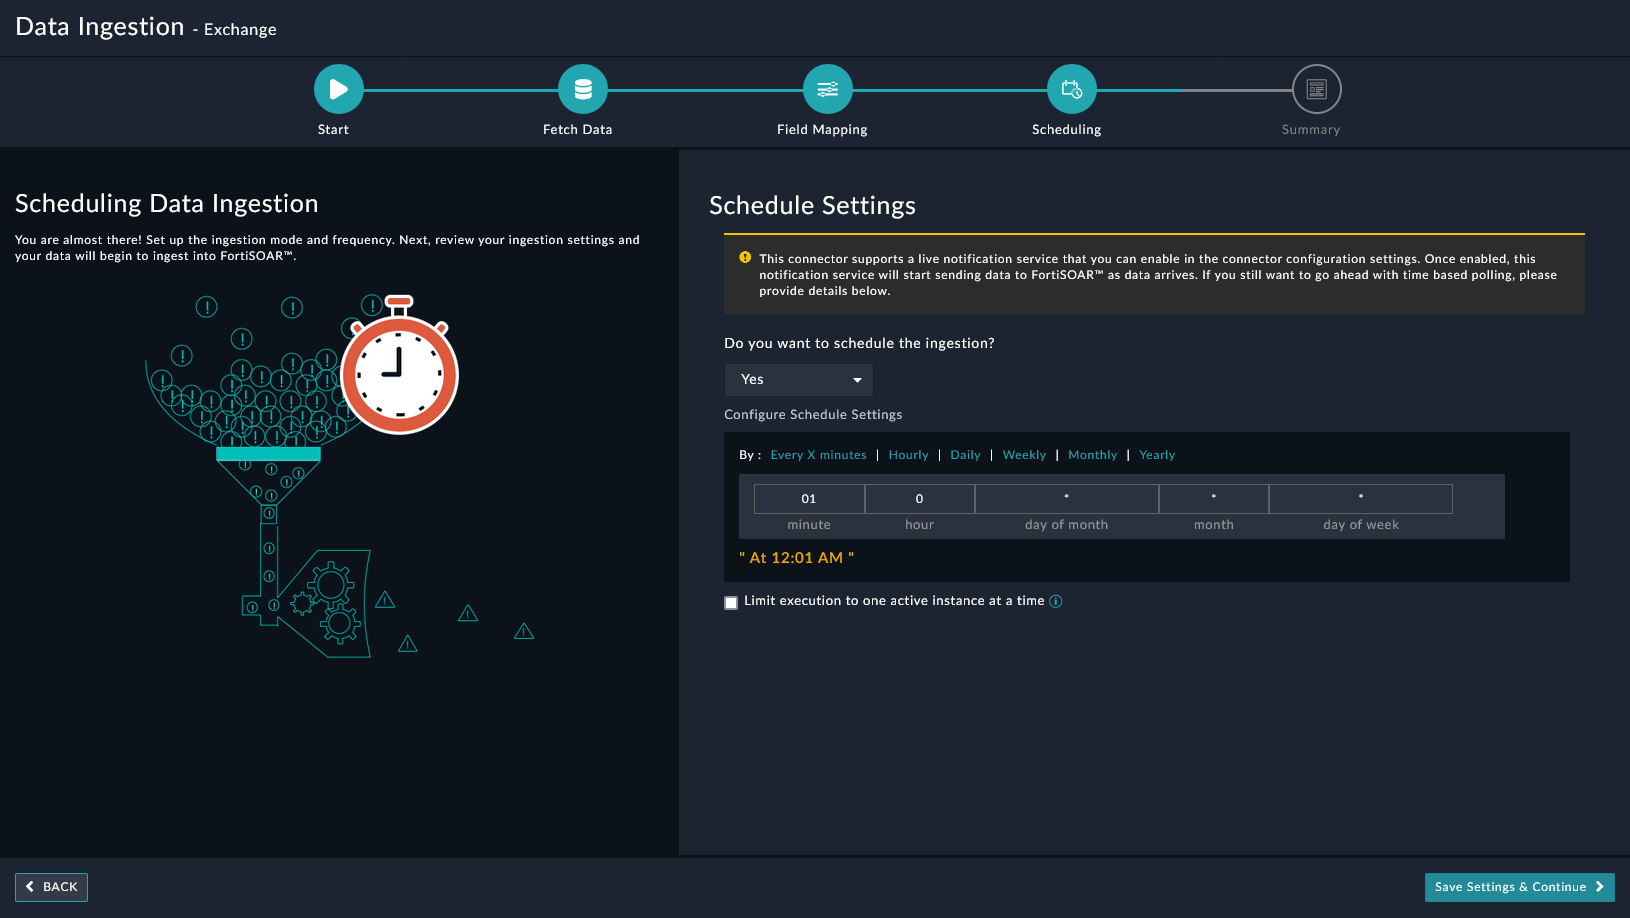 Data Ingestion - Exchange
Start
Fetch Data
Field Mapping
Scheduling
Summary
Scheduling Data Ingestion
You are almost there! Set up the ingestion mode and frequency. Next, review your ingestion settings and
your data will begin to ingest into FortiSOAR™.
Schedule Settings
This connector supports a live notification service that you can enable in the connector configuration settings. Once enabled, this
notification service will start sending data to FortiSOAR™ as data arrives. If you still want to go ahead with time based polling, please
provide details below.
Do you want to schedule the ingestion?
Yes
Configure Schedule Settings
By : Every X minutes | Hourly | Daily | Weekly | Monthly | Yearly
01 0 * * *
minute hour day of month month day of week
" At 12:01 AM "
Limit execution to one active instance at a time
BACK
Save Settings & Continue